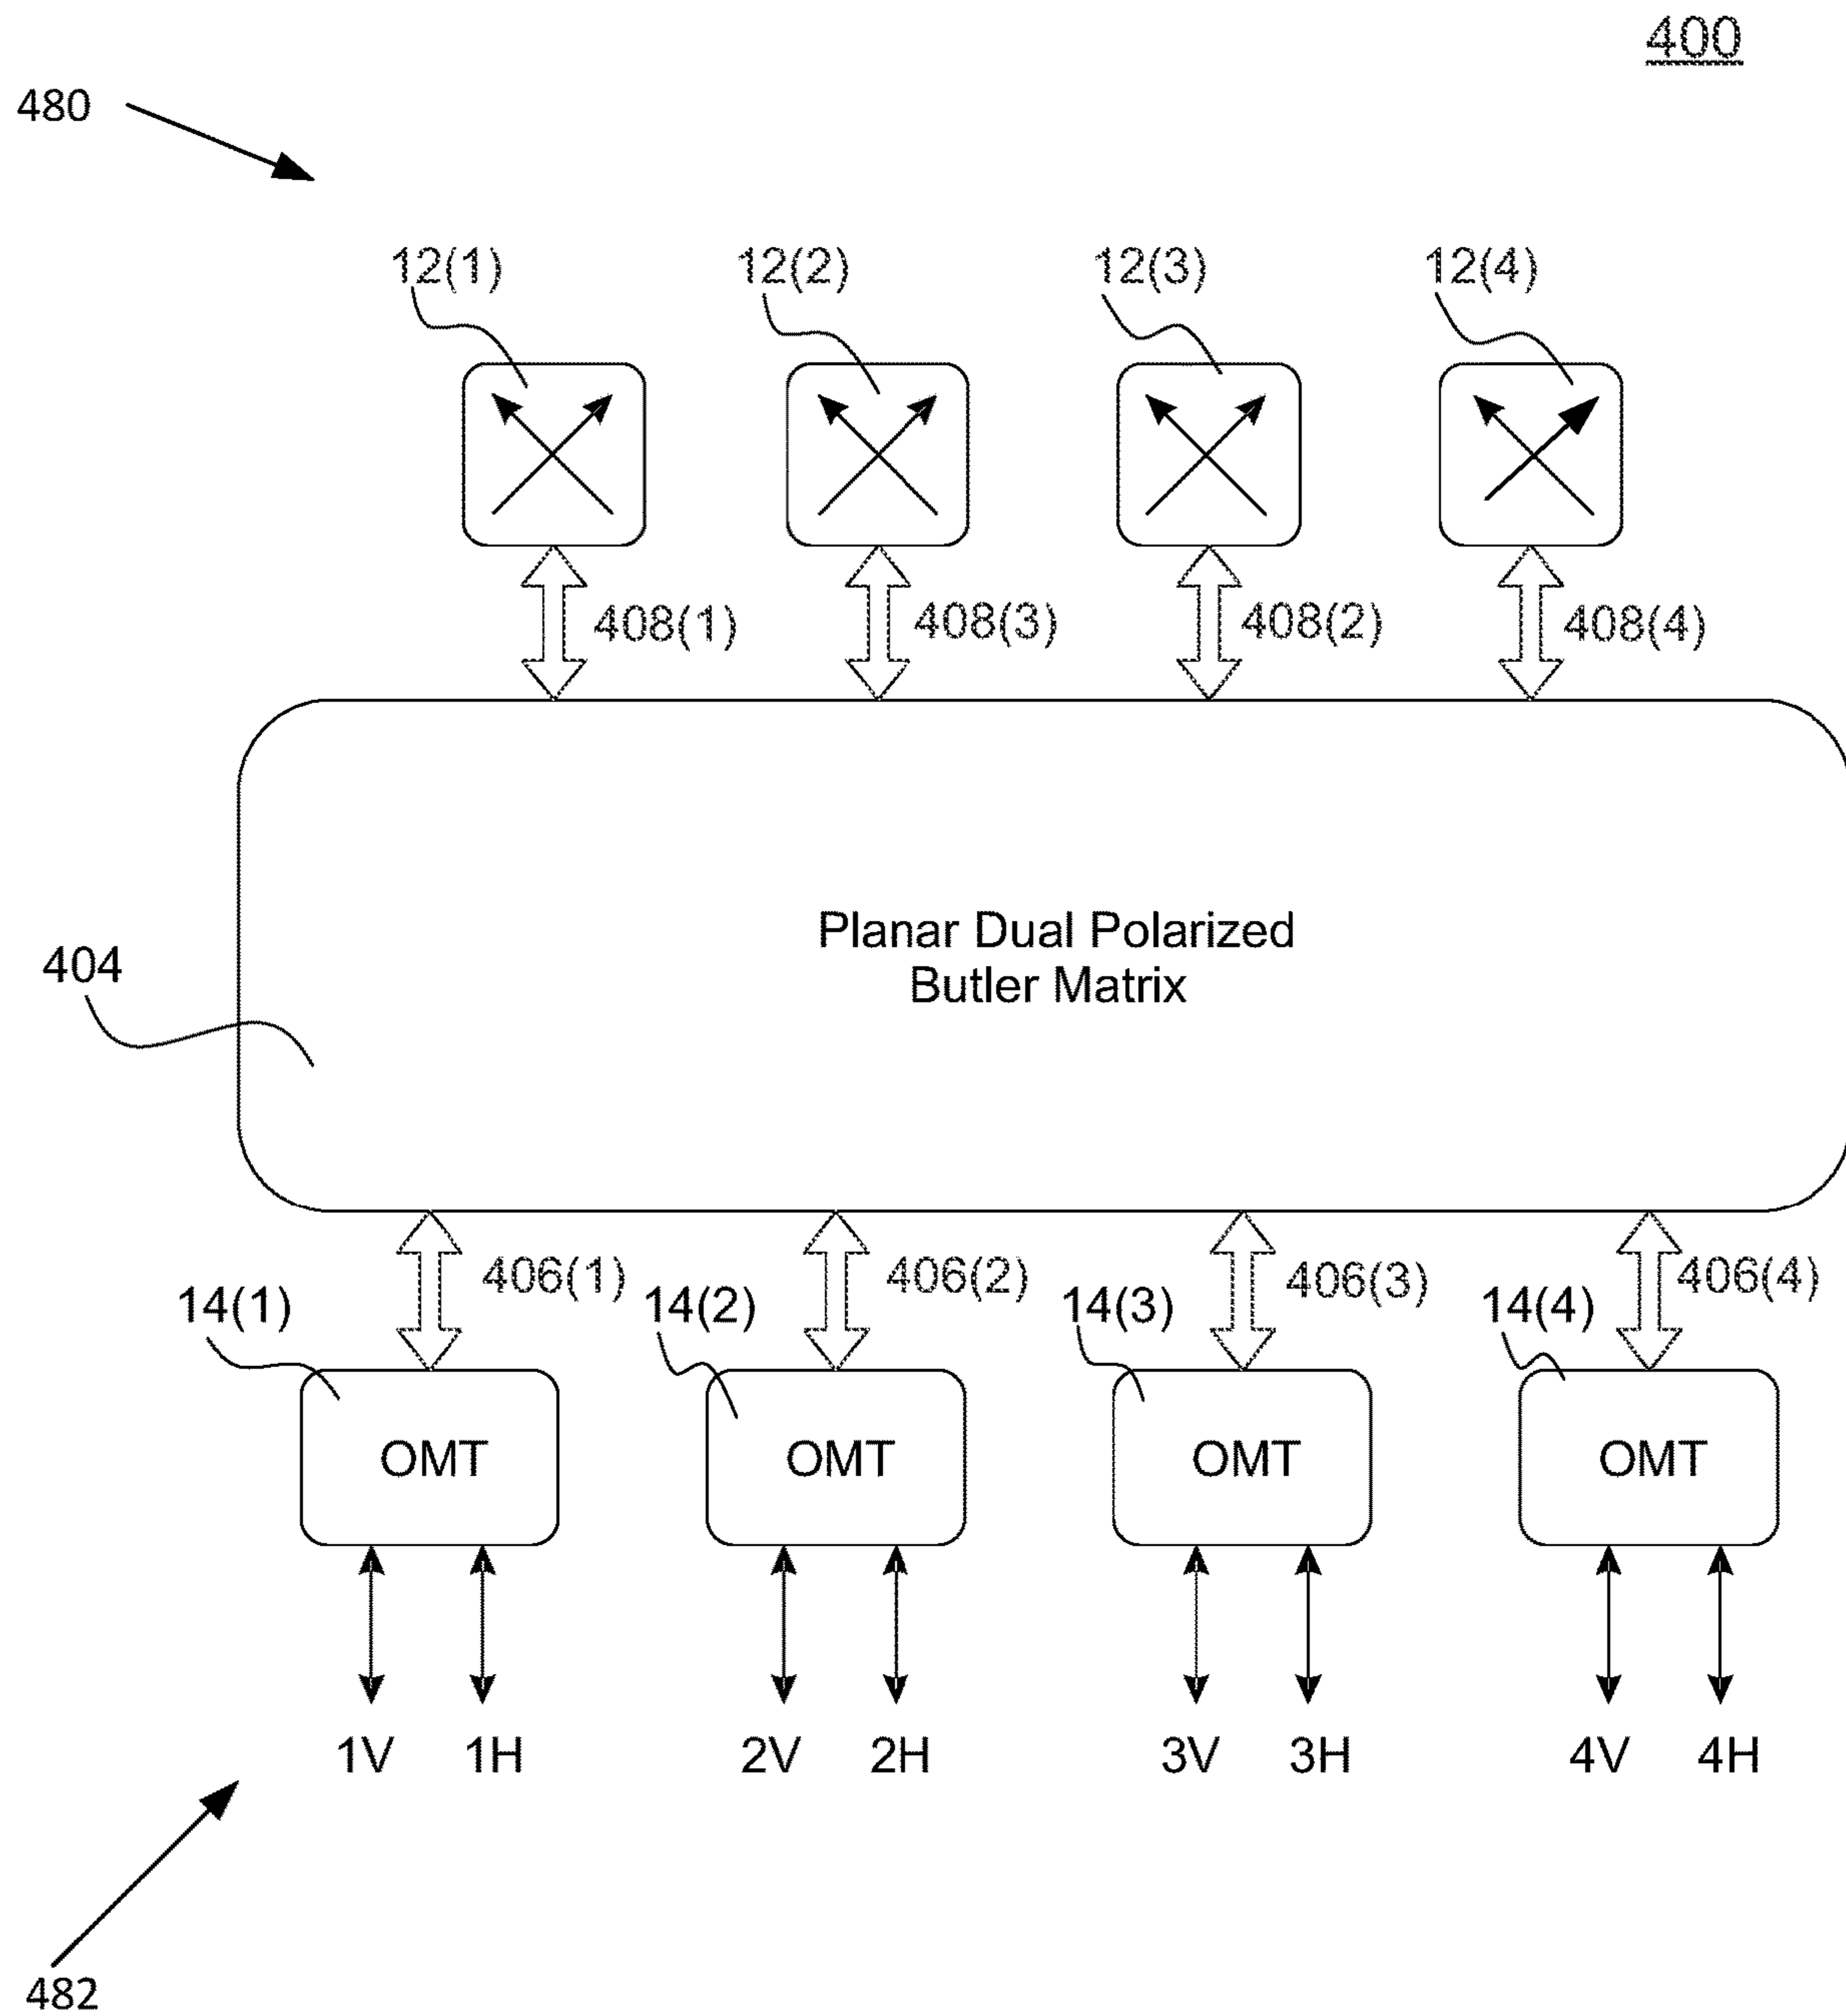 400
480
12(1) 12(2) 12(3) 12(4)
408(1) 408(3) 408(2) 408(4)
Planar Dual Polarized
Butler Matrix
404
406(1) 406(2) 406(3) 406(4)
14(1) 14(2) 14(3) 14(4)
OMT OMT OMT OMT
1V 1H 2V 2H 3V 3H 4V 4H
482